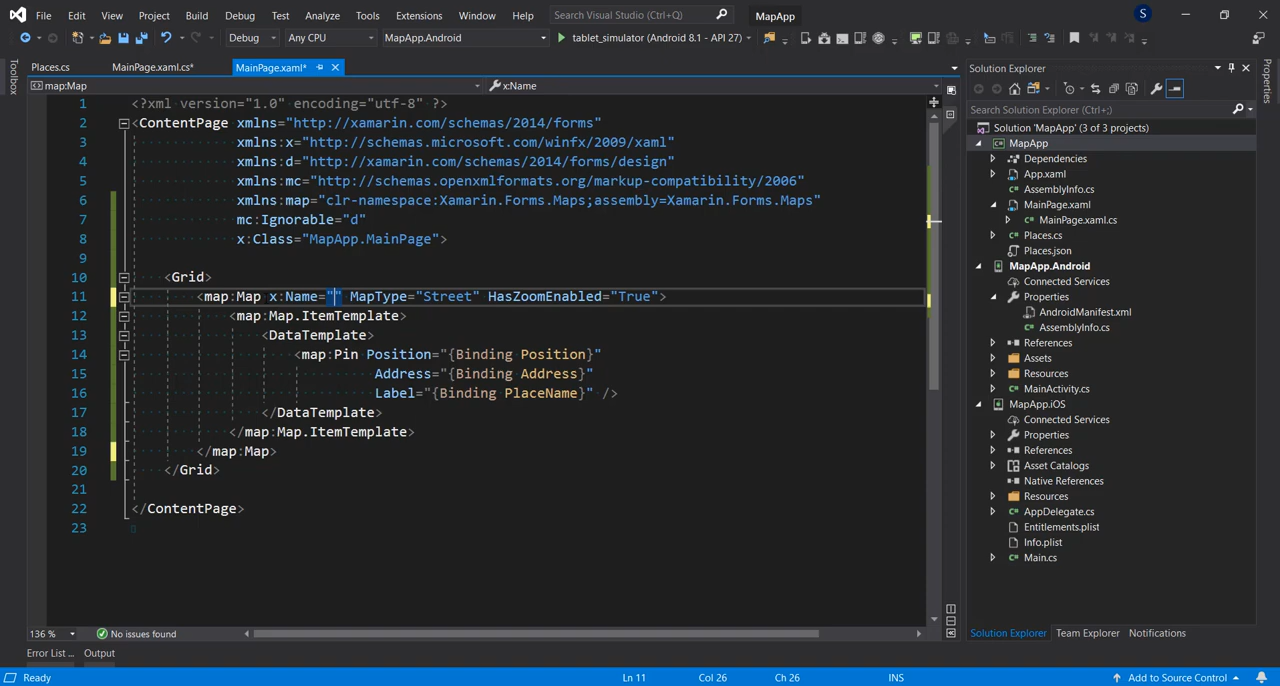 File Edit View Project Build Debug Test Analyze Tools Extensions Window Help Search Visual Studio (Ctrl+Q) MapApp S
Debug Any CPU MapApp.Android tablet_simulator (Android 8.1 - API 27)
Toolbox
Places.cs MainPage.xaml.cs* MainPage.xaml*
map:Map x:Name
1 <?xml version="1.0" encoding="utf-8" ?>
2 <ContentPage xmlns="http://xamarin.com/schemas/2014/forms"
3 xmlns:x="http://schemas.microsoft.com/winfx/2009/xaml"
4 xmlns:d="http://xamarin.com/schemas/2014/forms/design"
5 xmlns:mc="http://schemas.openxmlformats.org/markup-compatibility/2006"
6 xmlns:map="clr-namespace:Xamarin.Forms.Maps;assembly=Xamarin.Forms.Maps"
7 mc:Ignorable="d"
8 x:Class="MapApp.MainPage">
9
10 <Grid>
11 <map:Map x:Name="" MapType="Street" HasZoomEnabled="True">
12 <map:Map.ItemTemplate>
13 <DataTemplate>
14 <map:Pin Position="{Binding Position}"
15 Address="{Binding Address}"
16 Label="{Binding PlaceName}" />
17 </DataTemplate>
18 </map:Map.ItemTemplate>
19 </map:Map>
20 </Grid>
21
22 </ContentPage>
23
136 % No issues found
Error List ... Output
Solution Explorer
Search Solution Explorer (Ctrl+;)
Solution 'MapApp' (3 of 3 projects)
MapApp
Dependencies
App.xaml
AssemblyInfo.cs
MainPage.xaml
MainPage.xaml.cs
Places.cs
Places.json
MapApp.Android
Connected Services
Properties
AndroidManifest.xml
AssemblyInfo.cs
References
Assets
Resources
MainActivity.cs
MapApp.iOS
Connected Services
Properties
References
Asset Catalogs
Native References
Resources
AppDelegate.cs
Entitlements.plist
Info.plist
Main.cs
Solution Explorer Team Explorer Notifications
Properties
Ready Ln 11 Col 26 Ch 26 INS Add to Source Control